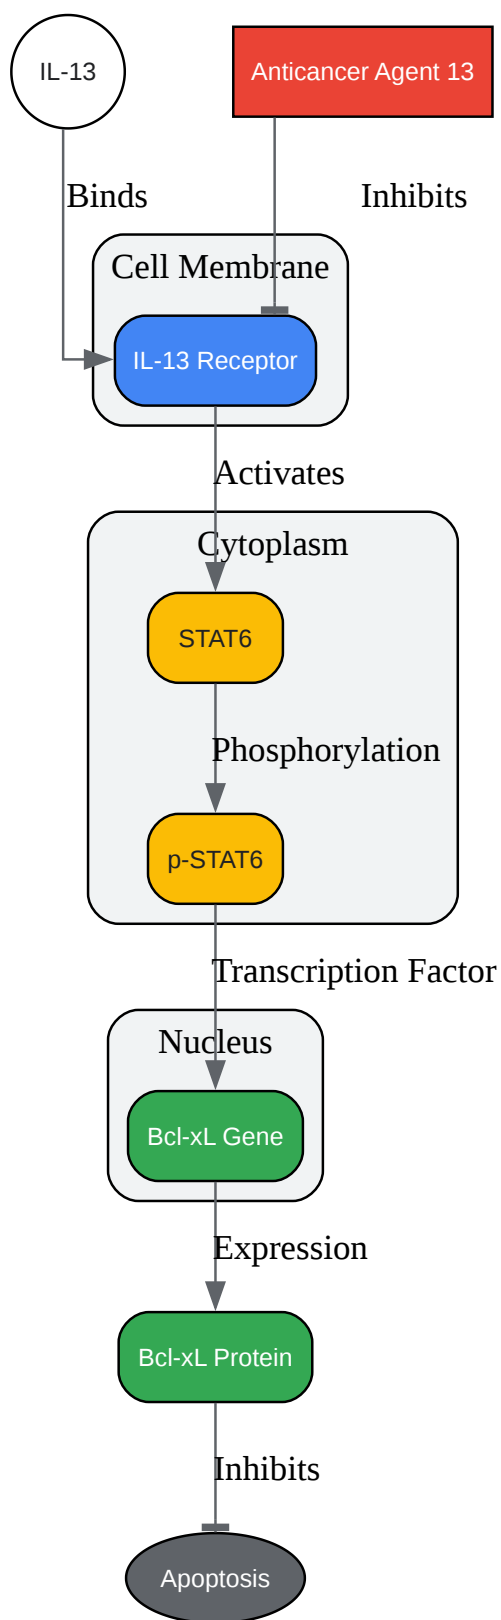 IL-13
Anticancer Agent 13
Binds
Inhibits
Cell Membrane
IL-13 Receptor
Activates
Cytoplasm
STAT6
Phosphorylation
p-STAT6
Transcription Factor
Nucleus
Bcl-xL Gene
Expression
Bcl-xL Protein
Inhibits
Apoptosis